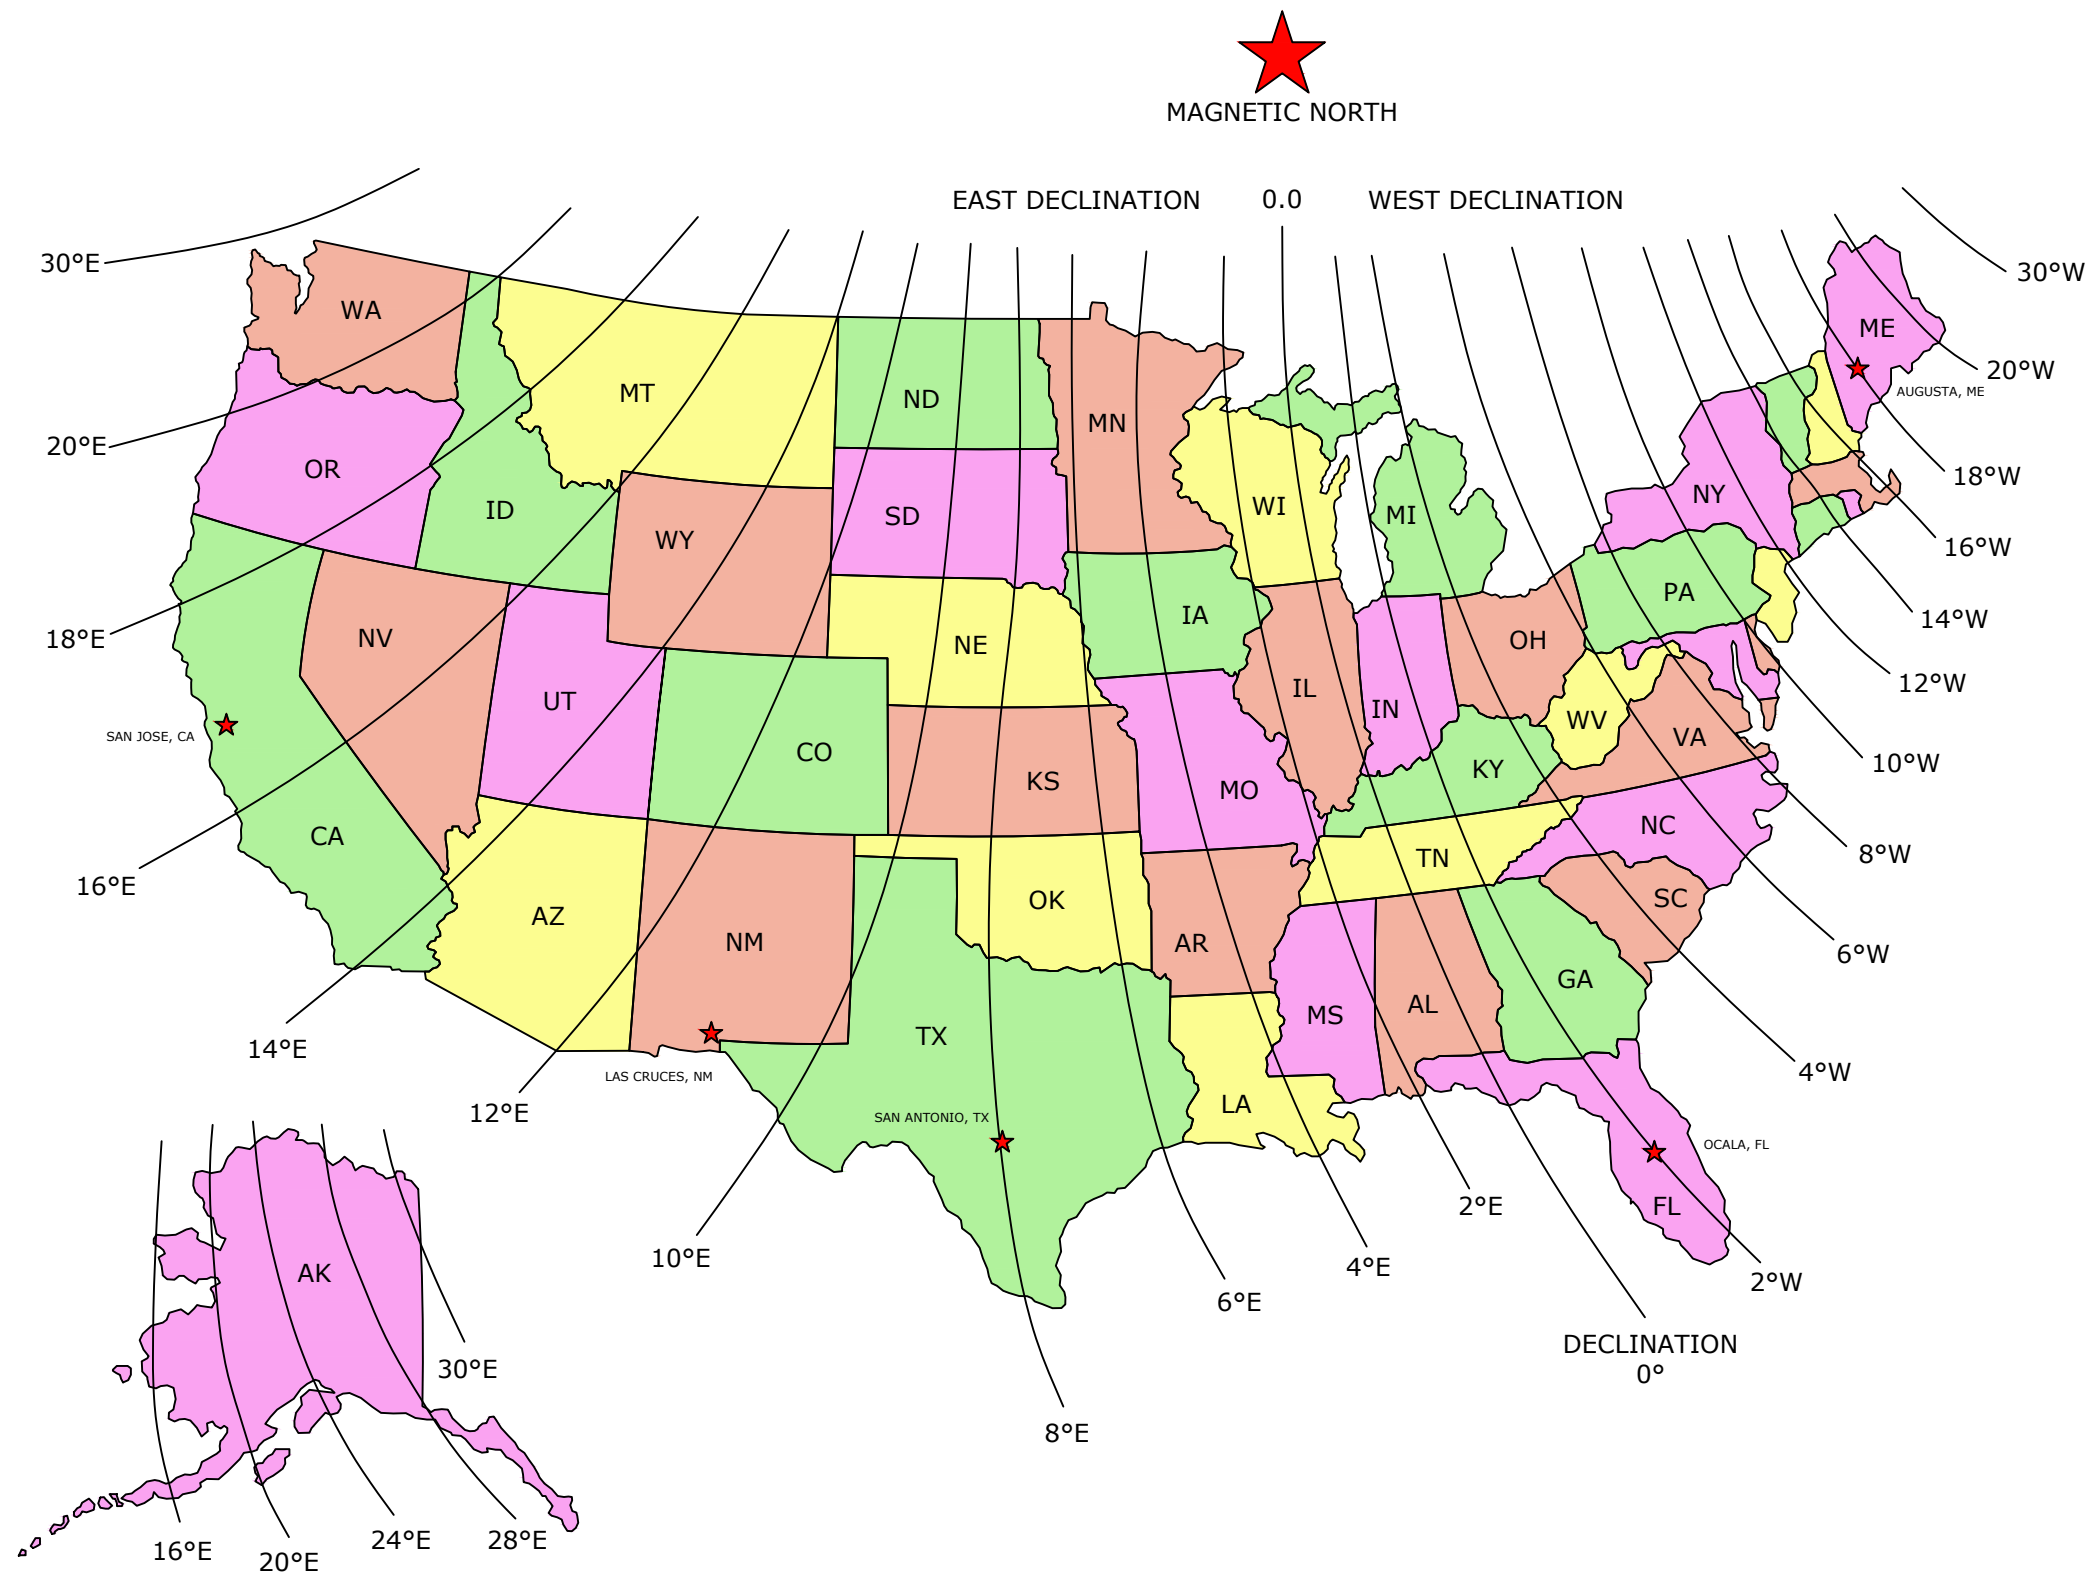 MAGNETIC NORTH
EAST DECLINATION 0.0 WEST DECLINATION
30°E
30°W
WA
ME
20°W
AUGUSTA, ME
MT
ND
MN
20°E
OR
18°W
ID
SD
WI
MI
NY
WY
16°W
PA
14°W
IA
18°E
NV
NE
OH
12°W
UT
IL
IN
WV
VA
SAN JOSE, CA
CO
KS
MO
KY
10°W
CA
NC
8°W
TN
16°E
AZ
NM
OK
AR
SC
6°W
GA
TX
MS
AL
14°E
LAS CRUCES, NM
4°W
12°E
SAN ANTONIO, TX
LA
OCALA, FL
FL
2°E
10°E
4°E
2°W
AK
6°E
DECLINATION
0°
30°E
8°E
16°E
20°E
24°E
28°E